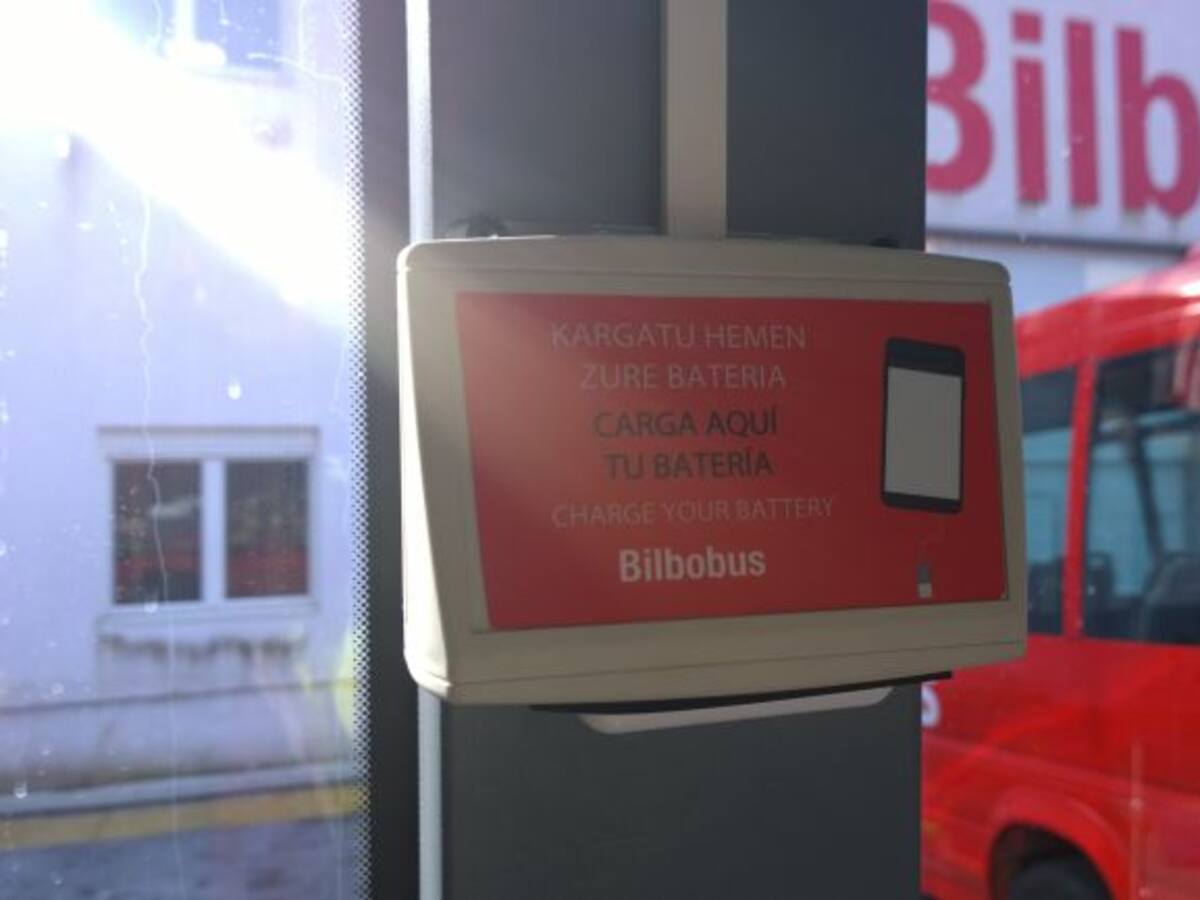 Bilb
KARGATU HEMEN
ZURE BATERIA
CARGA AQUÍ
TU BATERÍA
CHARGE YOUR BATTERY
Bilbobus